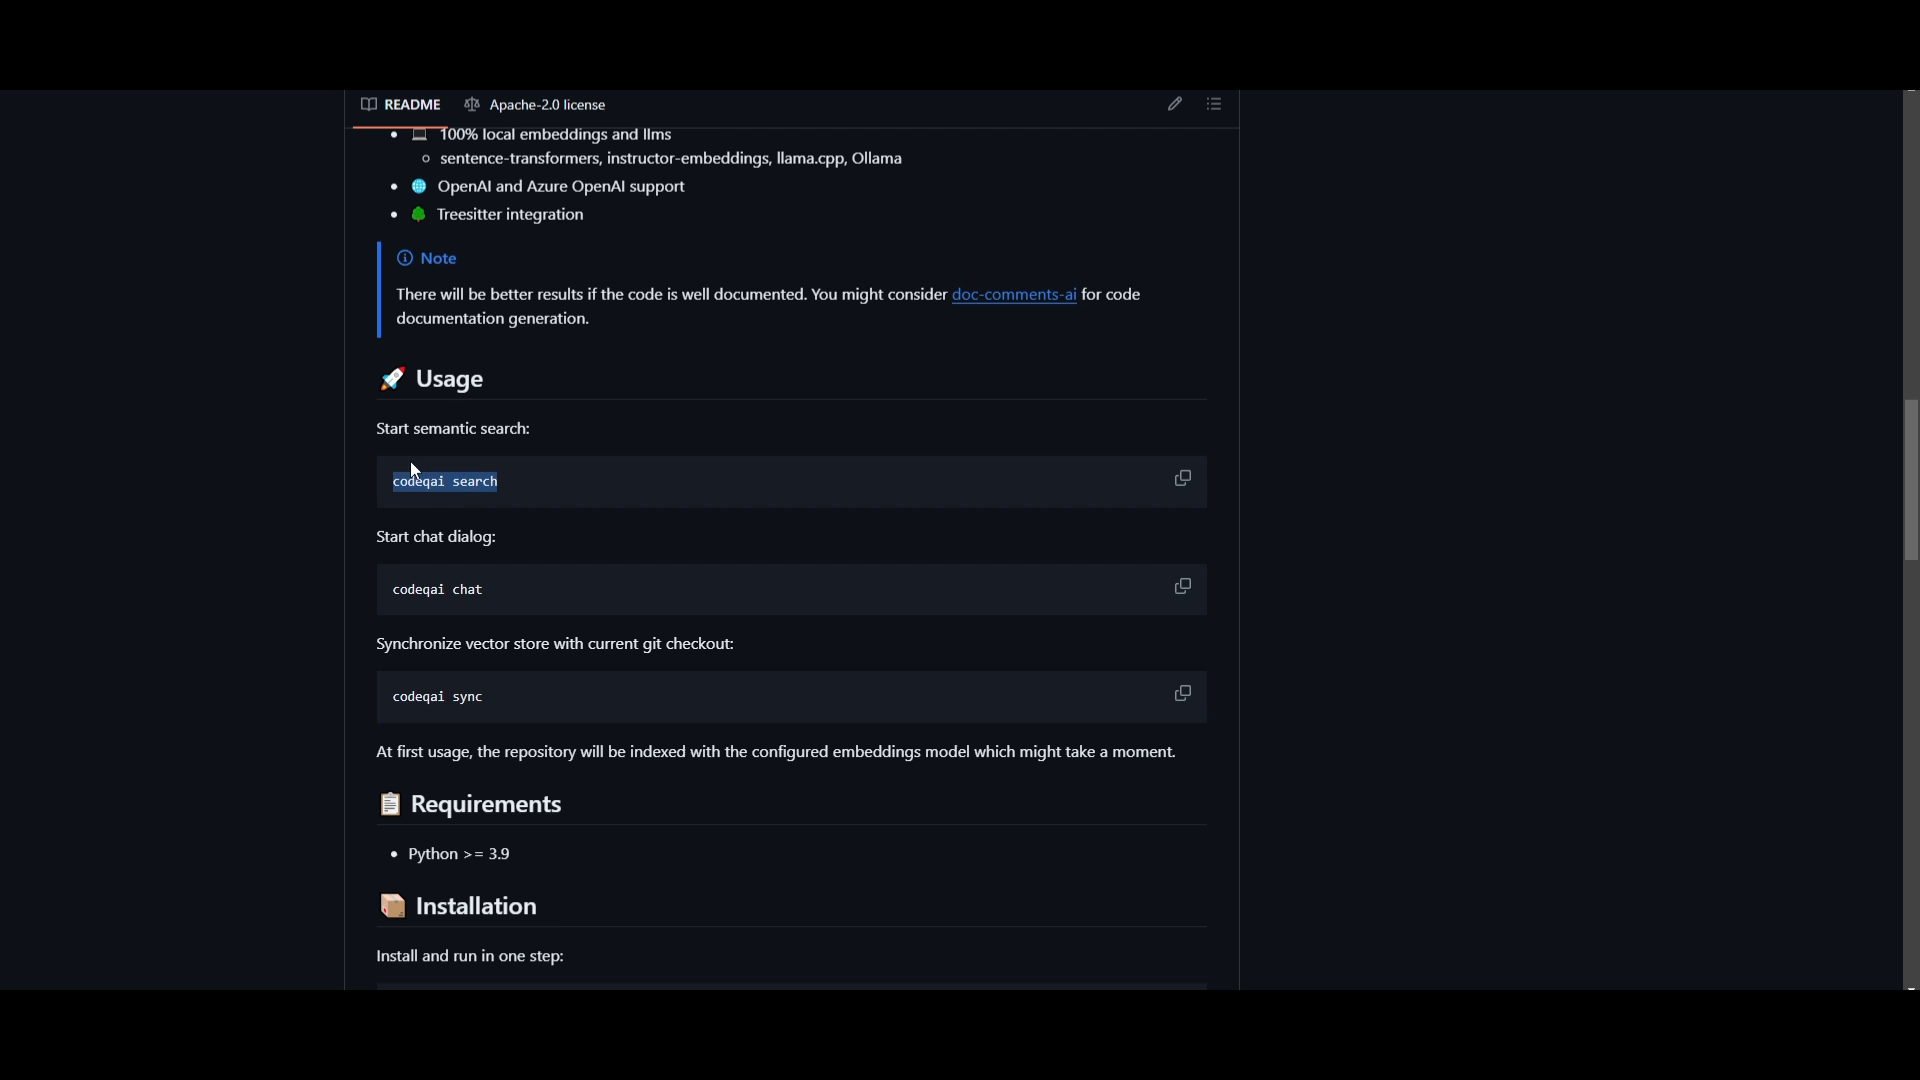 README Apache-2.0 license
100% local embeddings and llms
sentence-transformers, instructor-embeddings, llama.cpp, Ollama
OpenAI and Azure OpenAI support
Treesitter integration
Note
There will be better results if the code is well documented. You might consider doc-comments-ai for code
documentation generation.
Usage
Start semantic search:
codeqai search
Start chat dialog:
codeqai chat
Synchronize vector store with current git checkout:
codeqai sync
At first usage, the repository will be indexed with the configured embeddings model which might take a moment.
Requirements
Python >= 3.9
Installation
Install and run in one step: